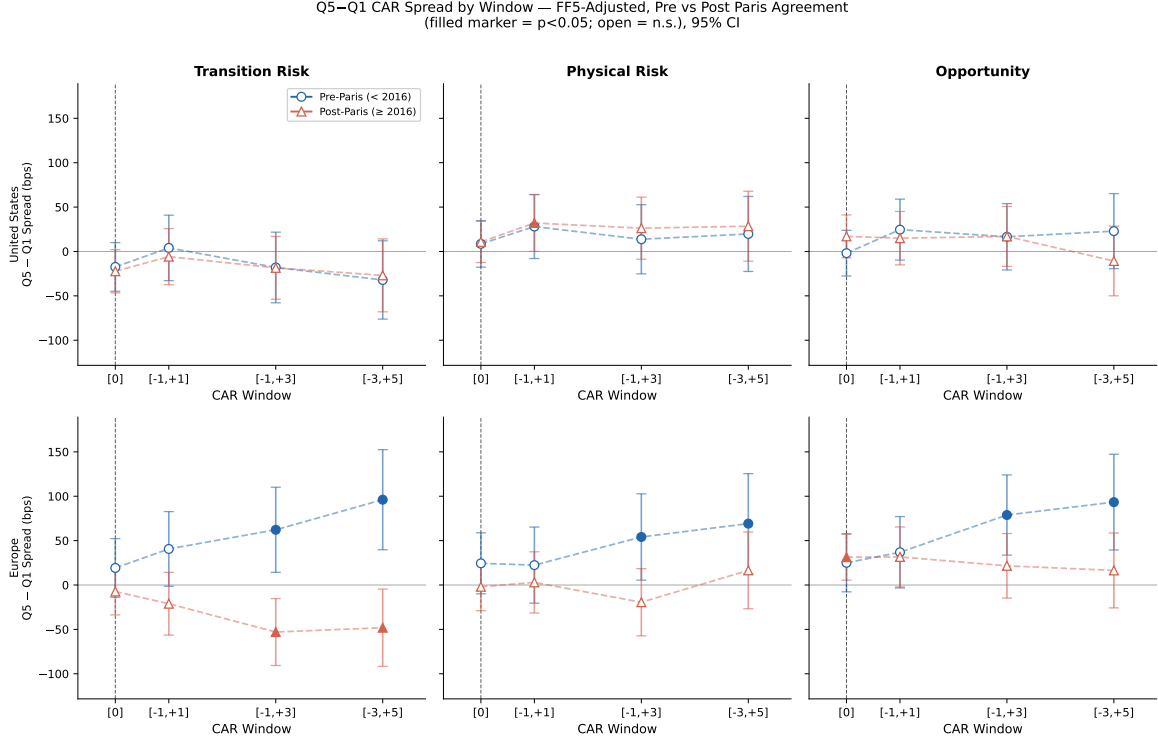 Q5−Q1 CAR Spread by Window — FF5-Adjusted, Pre vs Post Paris Agreement
(filled marker = p<0.05; open = n.s.), 95% CI
Transition Risk
Physical Risk
Opportunity
Pre-Paris (< 2016)
Post-Paris (≥ 2016)
United States
Q5 − Q1 Spread (bps)
150
100
50
0
−50
−100
[0] [-1,+1] [-1,+3] [-3,+5]
CAR Window
[0] [-1,+1] [-1,+3] [-3,+5]
CAR Window
[0] [-1,+1] [-1,+3] [-3,+5]
CAR Window
Europe
Q5 − Q1 Spread (bps)
150
100
50
0
−50
−100
[0] [-1,+1] [-1,+3] [-3,+5]
CAR Window
[0] [-1,+1] [-1,+3] [-3,+5]
CAR Window
[0] [-1,+1] [-1,+3] [-3,+5]
CAR Window